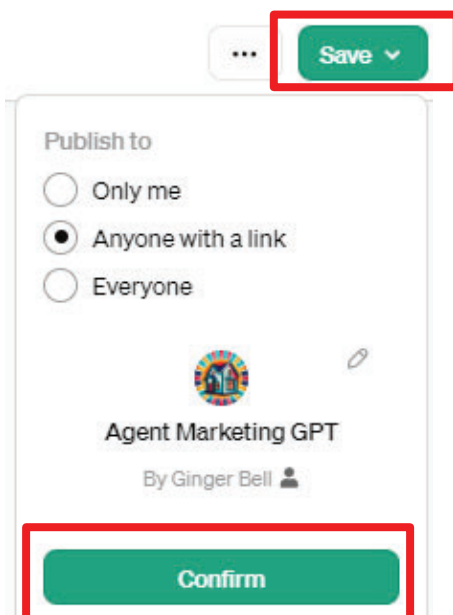 ... Save
Publish to
Only me
Anyone with a link
Everyone
Agent Marketing GPT
By Ginger Bell
Confirm